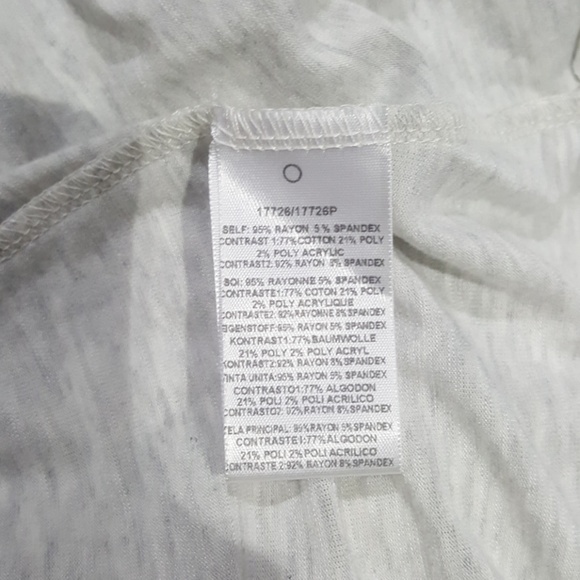 17726/17726P
SELF: 95% RAYON 5% SPANDEX
CONTRAST 1:77%COTTON 21% POLY
2% POLY ACRYLIC
CONTRAST2: 92% RAYON 8% SPANDEX
SOI: 95% RAYONNE 5% SPANDEX
CONTRASTE1:77% COTON 21% POLY
2% POLY ACRYLIQUE
CONTRASTE2: 92%RAYONNE 8%SPANDEX
EIGENSTOFF:95% RAYON 5% SPANDEX
KONTRAST1:77%BAUMWOLLE
21% POLY 2% POLY ACRYL
KONTRAST2:92% RAYON 8% SPANDEX
TINTA UNITA:95% RAYON 5% SPANDEX
CONTRASTO1:77% ALGODON
21% POLI 2% POLI ACRILICO
CONTRASTO2: 92%RAYON 8%SPANDEX
TELA PRINCIPAL: 95%RAYON 5%SPANDEX
CONTRASTE1:77%ALGODON
21% POLI 2%POLI ACRILICO
CONTRASTE 2:92% RAYON 8%SPANDEX